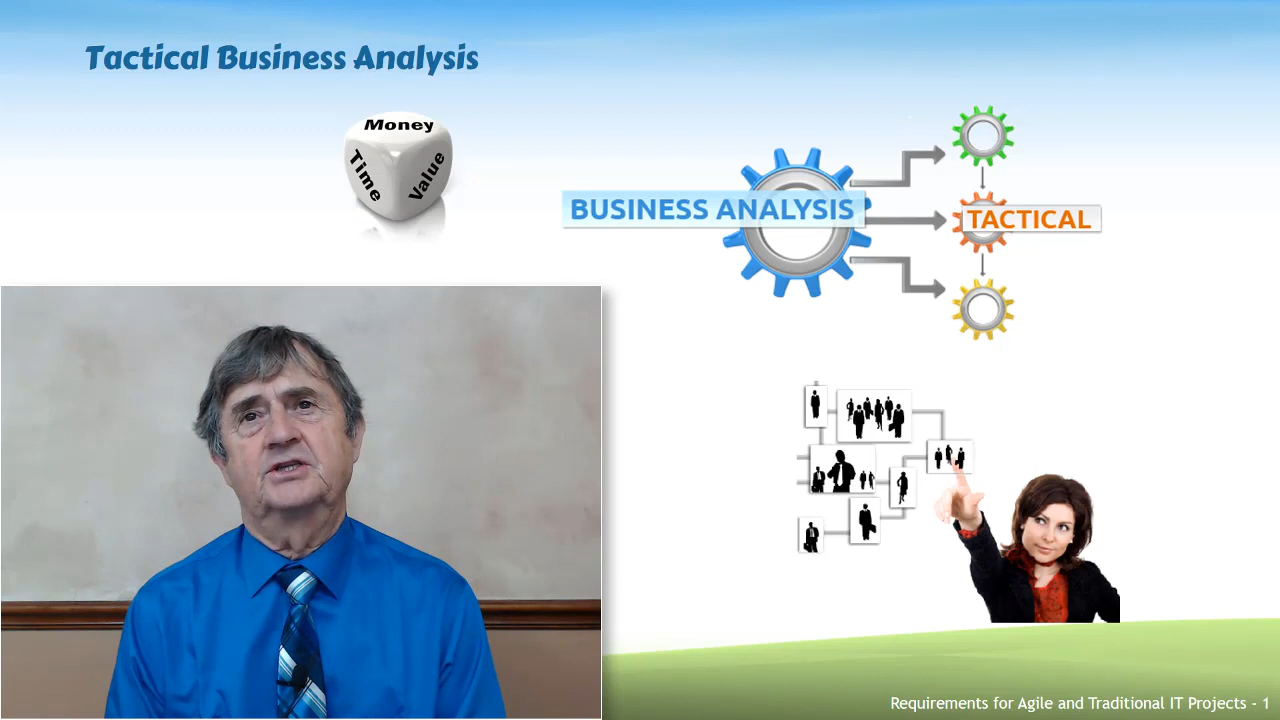 Tactical Business Analysis
Money
Time
Value
BUSINESS ANALYSIS
TACTICAL
Requirements for Agile and Traditional IT Projects - 1